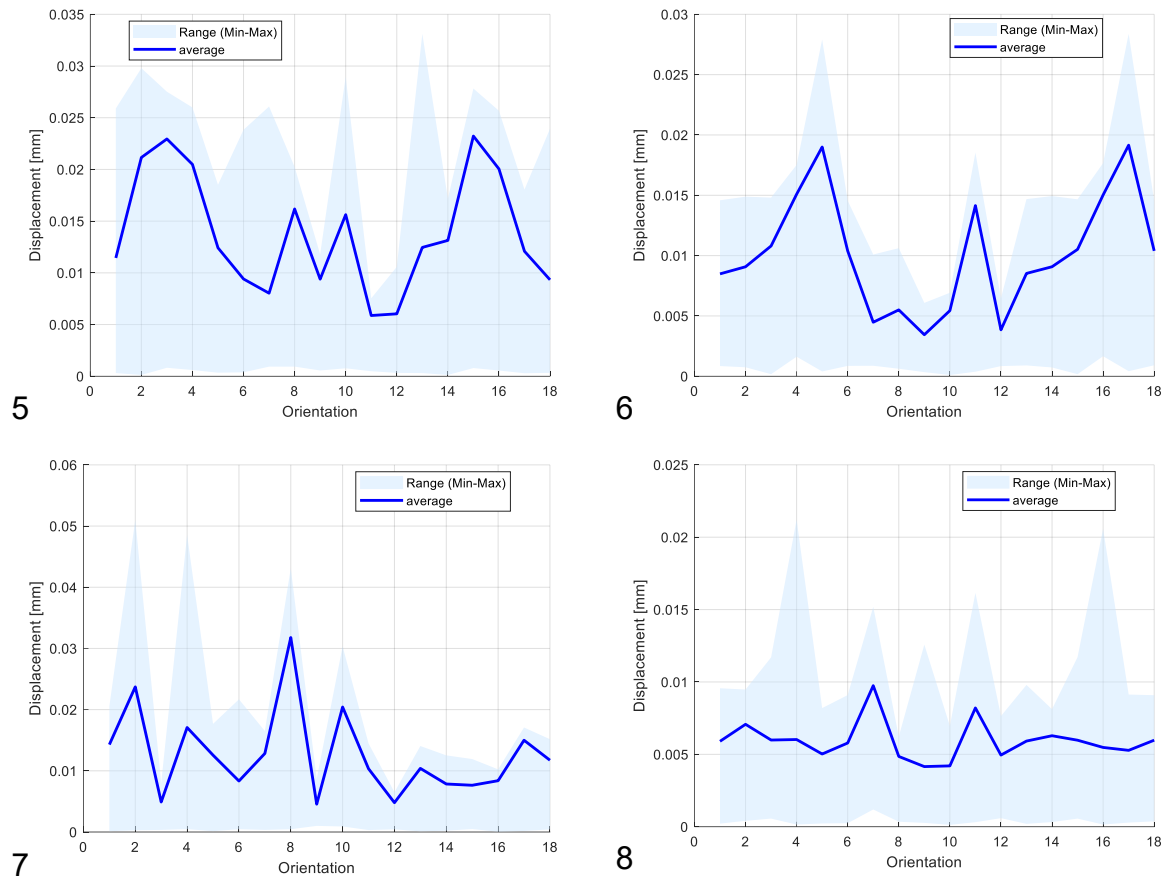 0.035
0.03
0.025
0.02
0.015
0.01
0.005
0
Displacement [mm]
Range (Min-Max)
average
0 2 4 6 8 10 12 14 16 18
Orientation
5
0.03
0.025
0.02
0.015
0.01
0.005
0
Displacement [mm]
Range (Min-Max)
average
0 2 4 6 8 10 12 14 16 18
Orientation
6
0.06
0.05
0.04
0.03
0.02
0.01
0
Displacement [mm]
Range (Min-Max)
average
0 2 4 6 8 10 12 14 16 18
Orientation
7
0.025
0.02
0.015
0.01
0.005
0
Displacement [mm]
Range (Min-Max)
average
0 2 4 6 8 10 12 14 16 18
Orientation
8